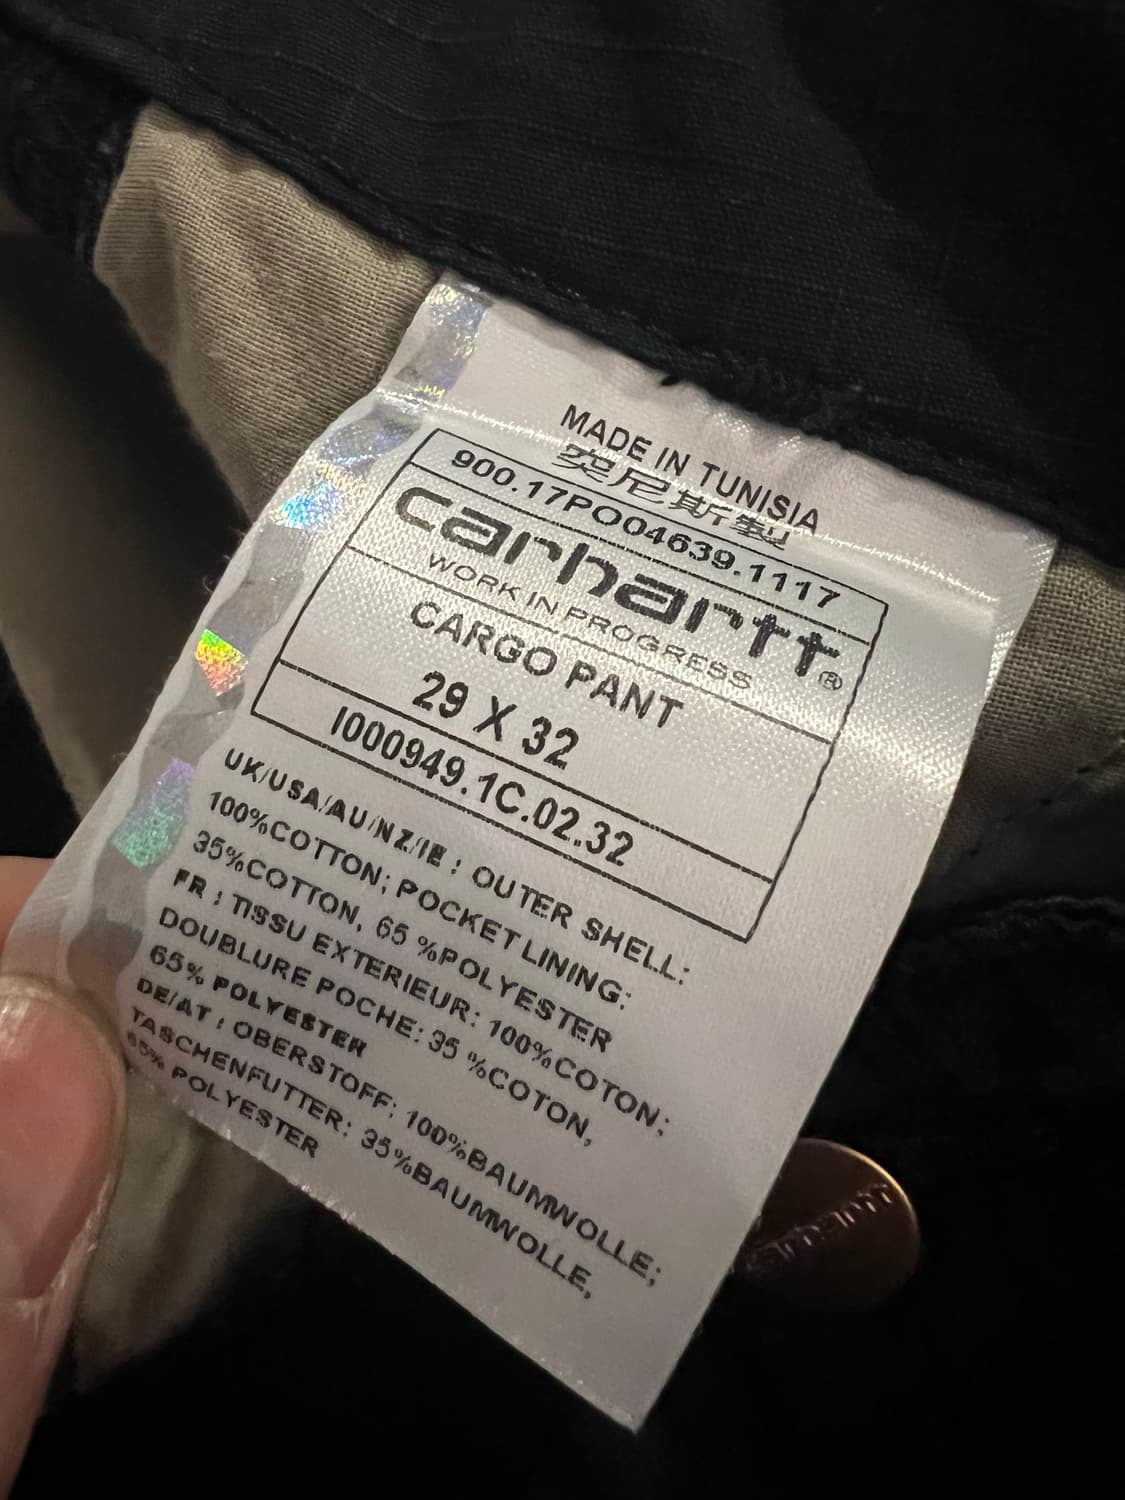 MADE IN TUNISIA
突尼斯製
900.17PO04639.1117
carhartt®
WORK IN PROGRESS
CARGO PANT
29 X 32
I000949.1C.02.32
UK/USA/AU/NZ/IE : OUTER SHELL:
100%COTTON; POCKET LINING:
35%COTTON, 65 %POLYESTER
FR : TISSU EXTERIEUR: 100%COTON;
DOUBLURE POCHE: 35 %COTON,
65% POLYESTER
DE/AT : OBERSTOFF: 100%BAUMWOLLE;
TASCHENFUTTER: 35%BAUMWOLLE,
65% POLYESTER
carhartt